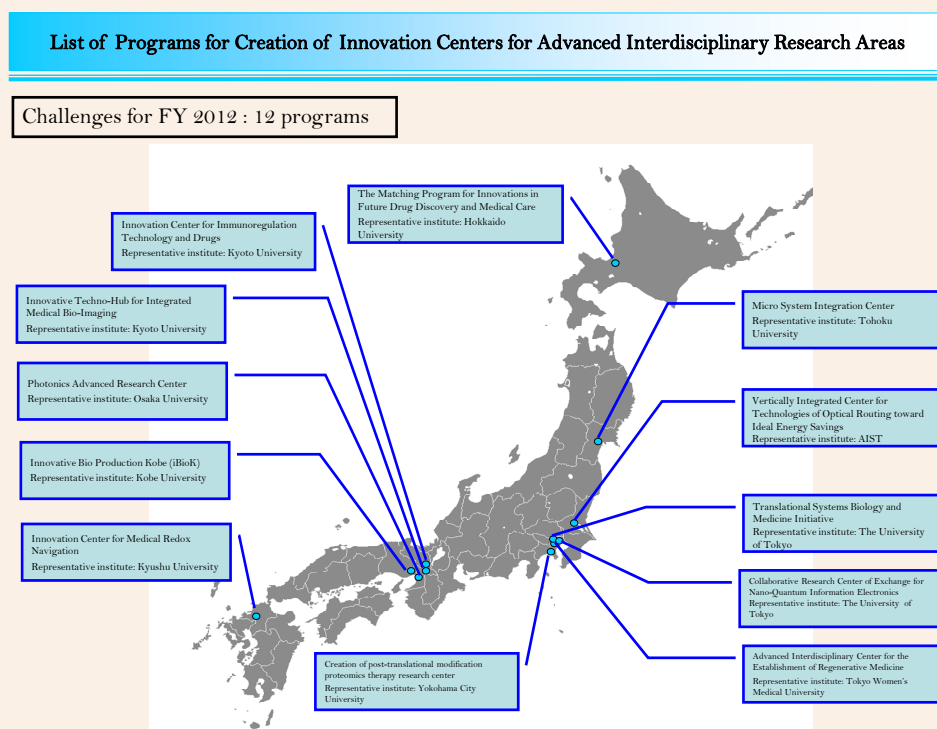 List of Programs for Creation of Innovation Centers for Advanced Interdisciplinary Research Areas
Challenges for FY 2012 : 12 programs
The Matching Program for Innovations in
Future Drug Discovery and Medical Care
Representative institute: Hokkaido
University
Innovation Center for Immunoregulation
Technology and Drugs
Representative institute: Kyoto University
Innovative Techno-Hub for Integrated
Medical Bio-Imaging
Representative institute: Kyoto University
Photonics Advanced Research Center
Representative institute: Osaka University
Innovative Bio Production Kobe (iBioK)
Representative institute: Kobe University
Innovation Center for Medical Redox
Navigation
Representative institute: Kyushu University
Creation of post-translational modification
proteomics therapy research center
Representative institute: Yokohama City
University
Micro System Integration Center
Representative institute: Tohoku
University
Vertically Integrated Center for
Technologies of Optical Routing toward
Ideal Energy Savings
Representative institute: AIST
Translational Systems Biology and
Medicine Initiative
Representative institute: The University
of Tokyo
Collaborative Research Center of Exchange for
Nano-Quantum Information Electronics
Representative institute: The University of
Tokyo
Advanced Interdisciplinary Center for the
Establishment of Regenerative Medicine
Representative institute: Tokyo Women's
Medical University